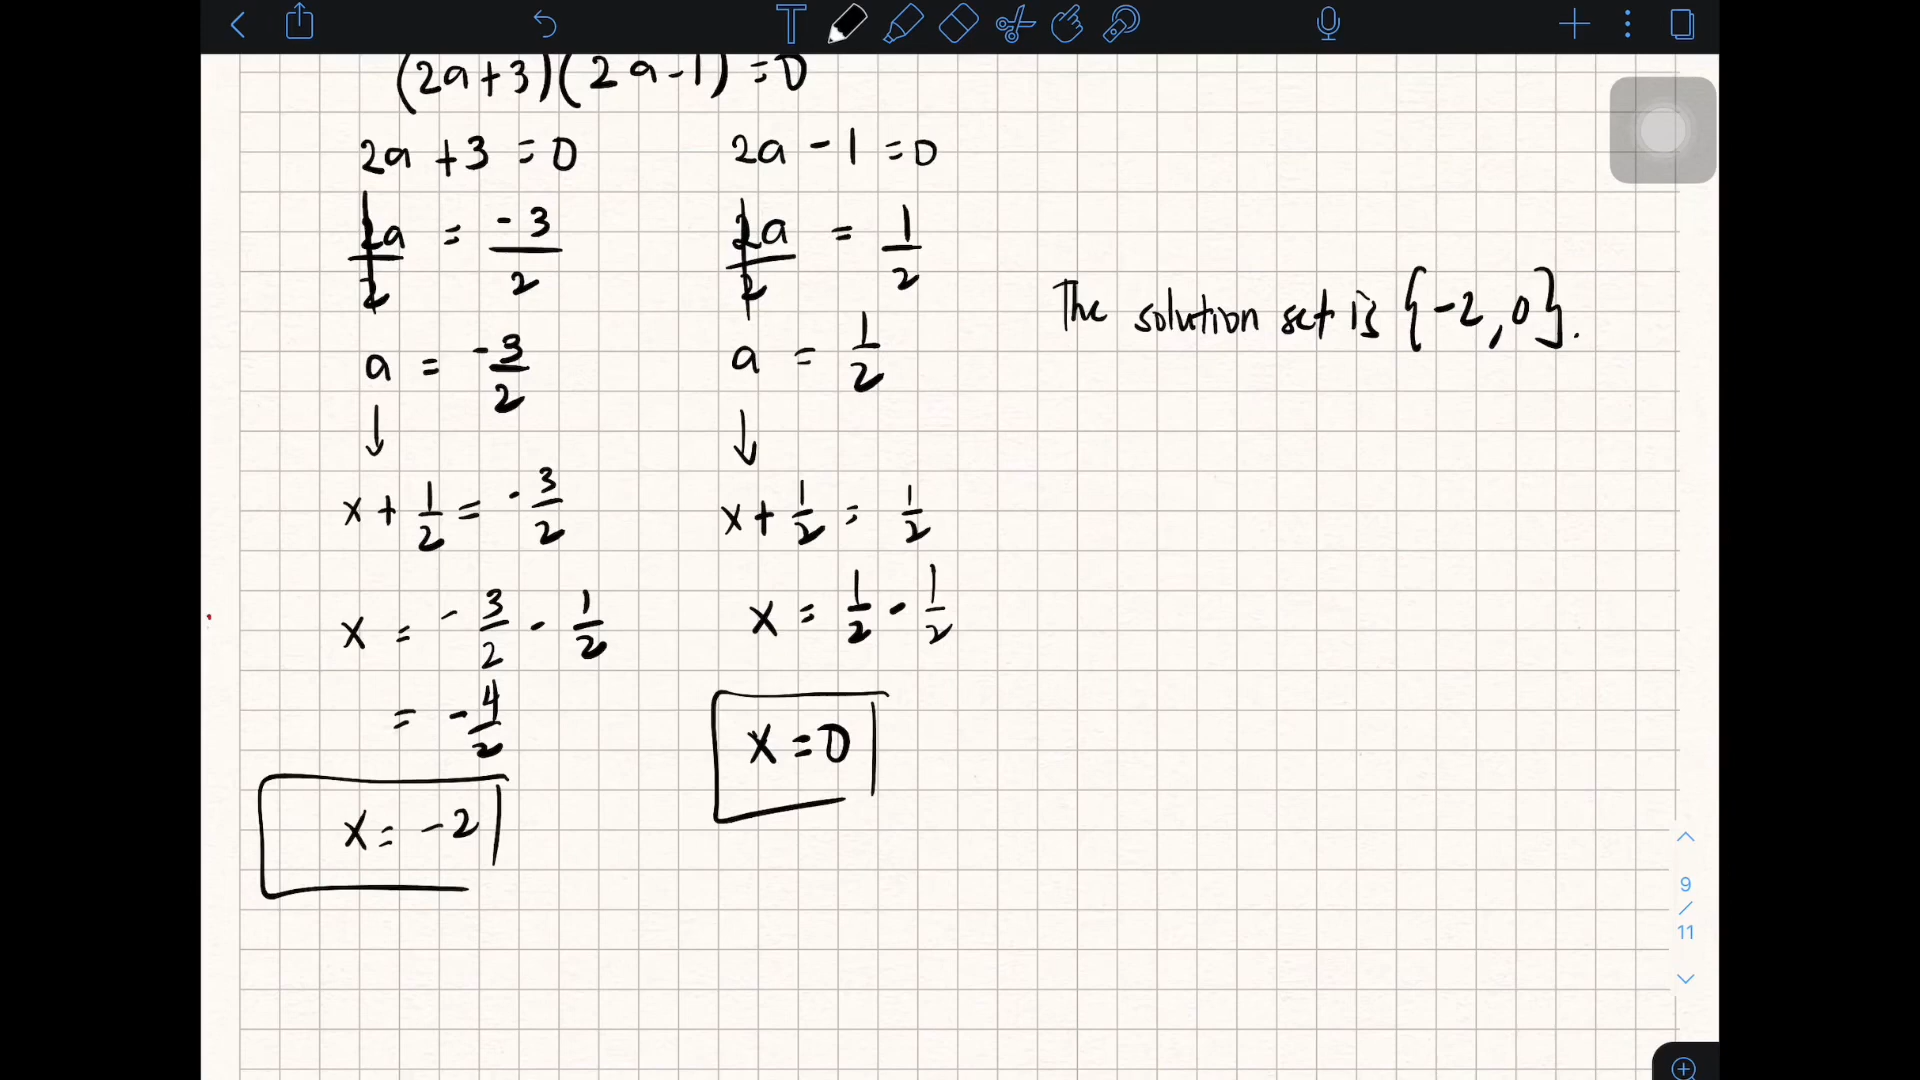 (2a+3)(2a-1)=0
2a+3=0
2a/2 = -3/2
a = -3/2
↓
x+1/2=-3/2
x = -3/2 - 1/2
= -4/2
x = -2
2a-1=0
2a/2 = 1/2
a = 1/2
↓
x+1/2 = 1/2
x = 1/2 - 1/2
x=0
The solution set is {-2,0}.
9
/
11